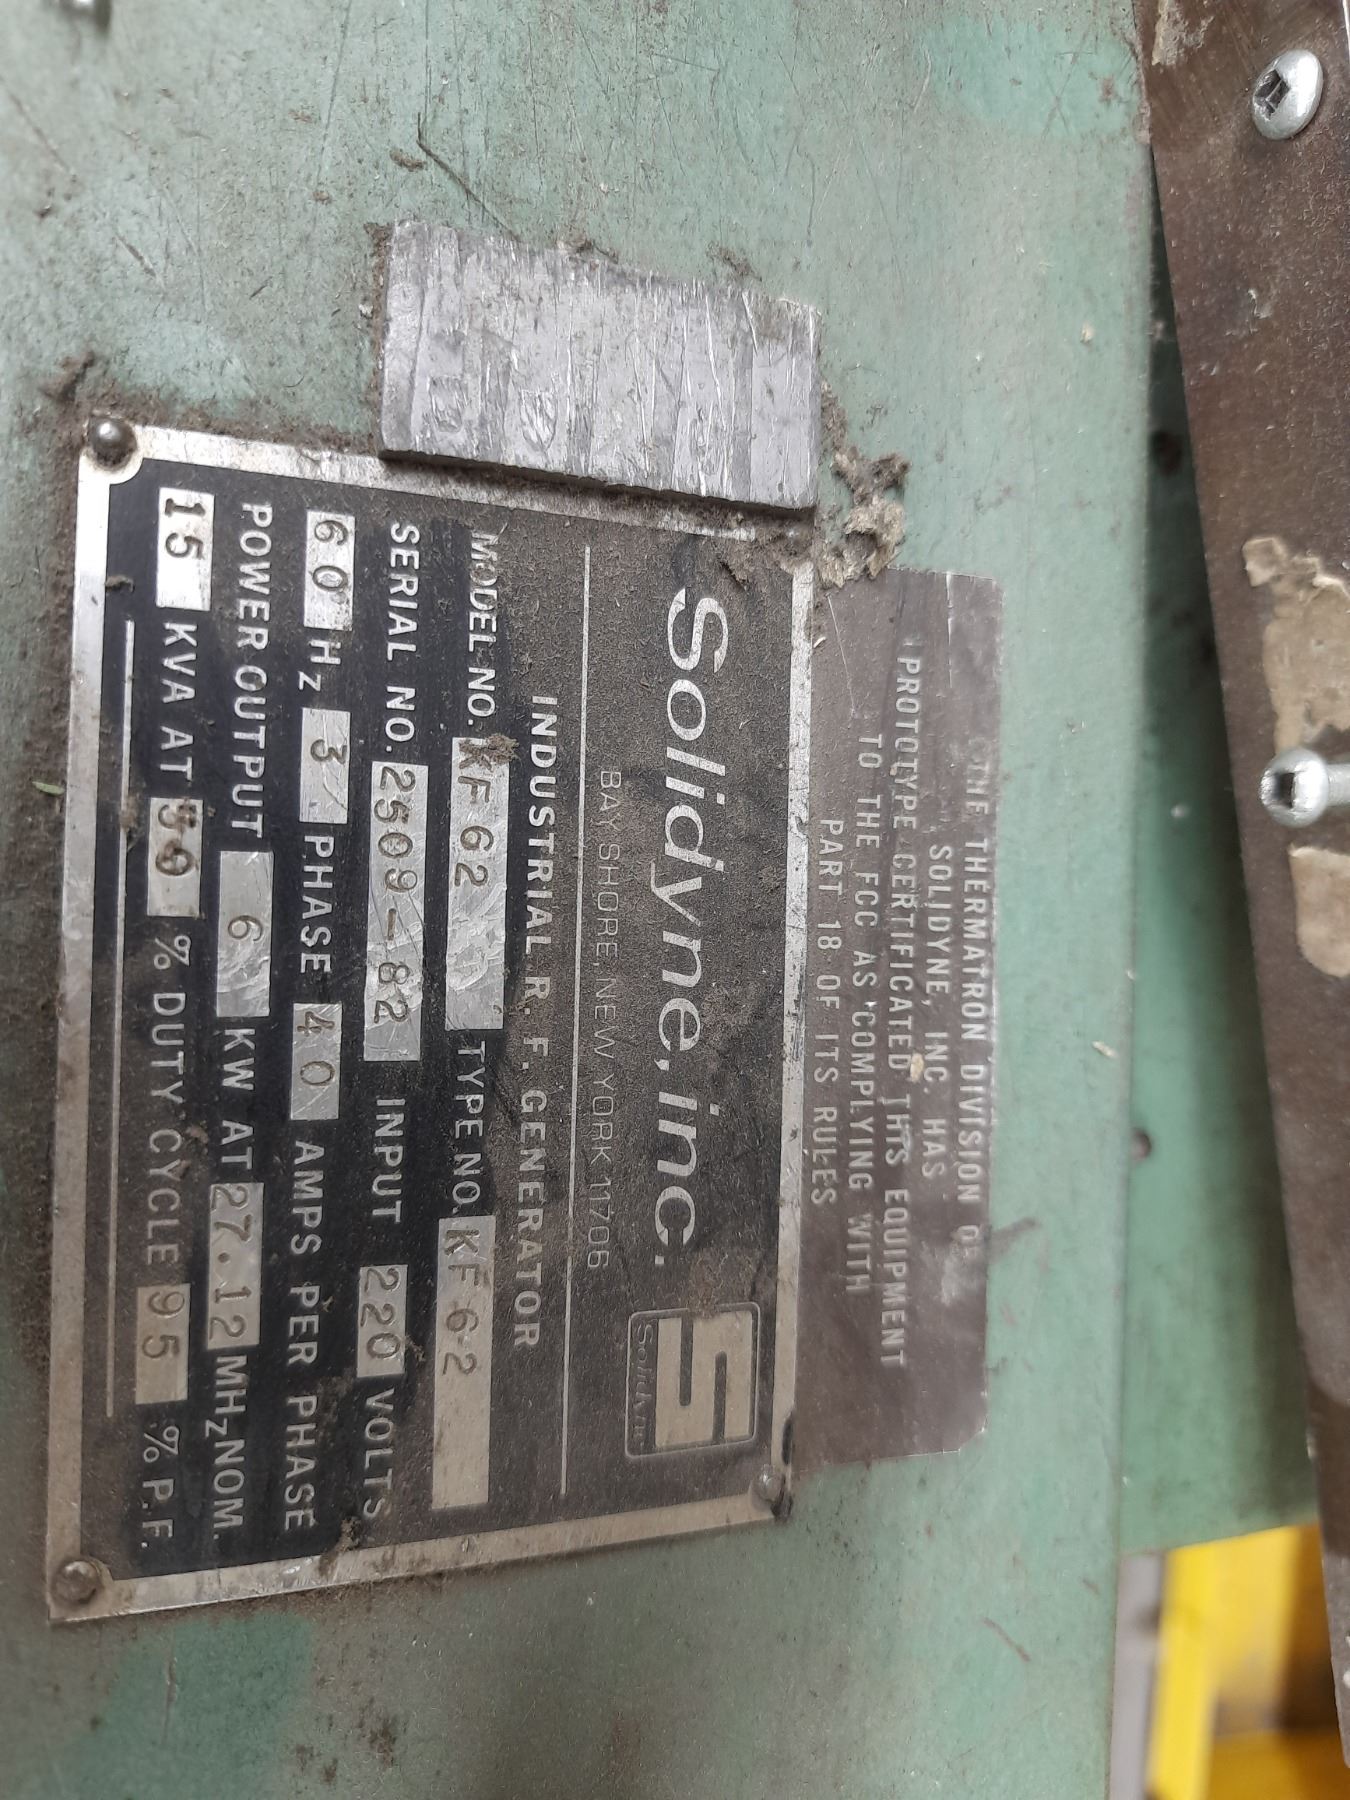 THE THERMATRON DIVISION OF
SOLIDYNE, INC. HAS
PROTOTYPE CERTIFICATED THIS EQUIPMENT
TO THE FCC AS COMPLYING WITH
PART 18 OF ITS RULES
Solidyne, inc.
S
Solidyne
BAY SHORE, NEW YORK 11706
INDUSTRIAL R. F. GENERATOR
MODEL NO. KF 62 TYPE NO. KF 62
SERIAL NO. 2509-82 INPUT 220 VOLTS
60 Hz 3 PHASE 40 AMPS PER PHASE
POWER OUTPUT 6 KW AT 27.12 MHz NOM.
15 KVA AT % DUTY CYCLE 95 % P.F.